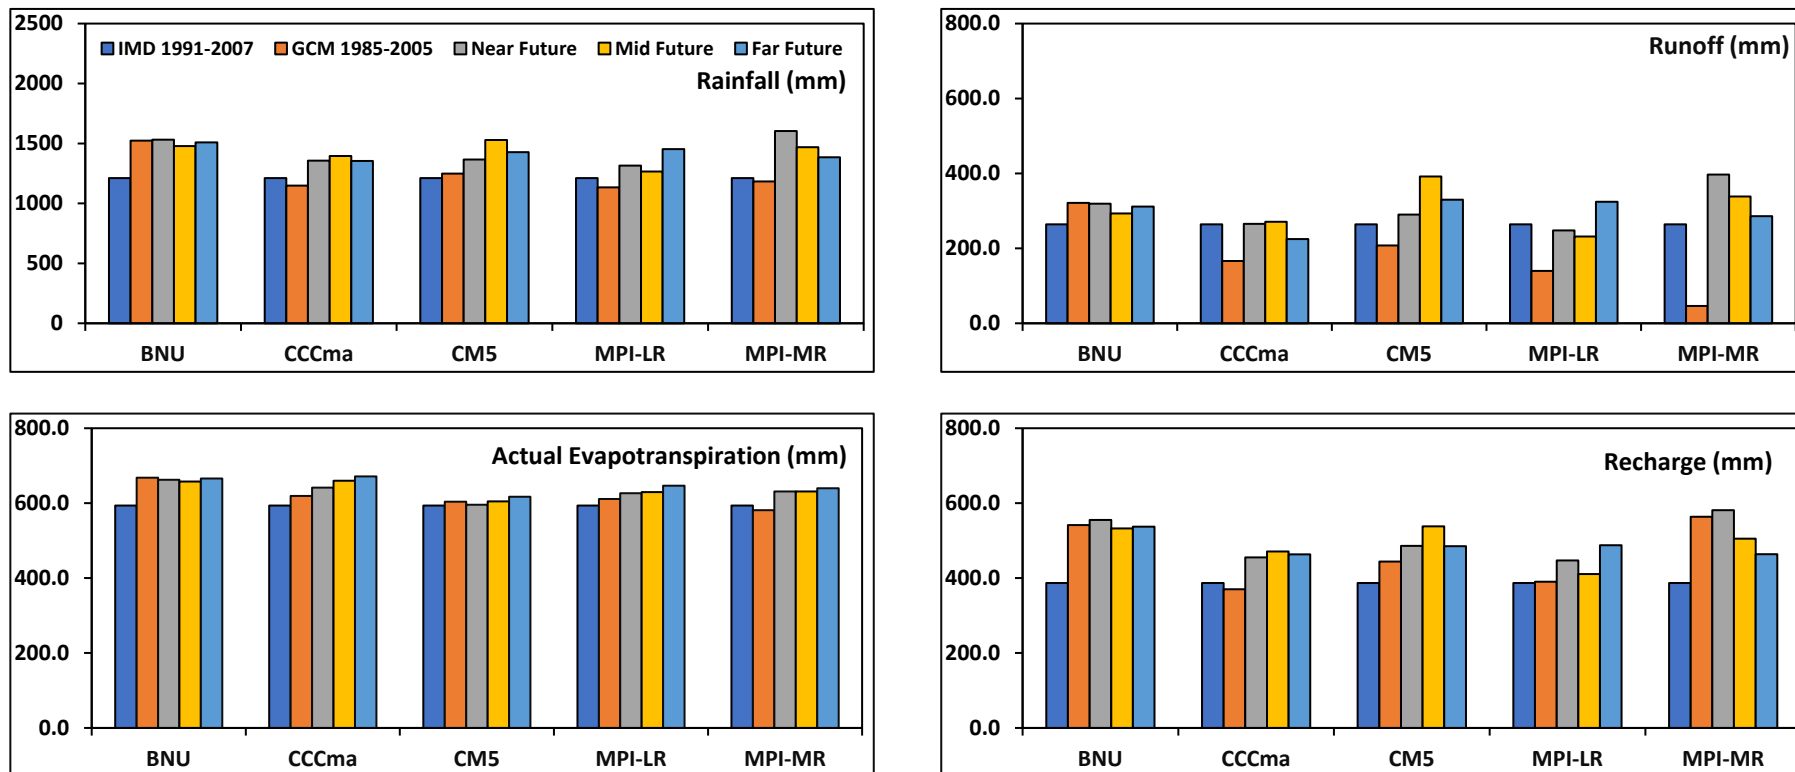 2500
IMD 1991-2007 GCM 1985-2005 Near Future Mid Future Far Future
Rainfall (mm)
2000
1500
1000
500
0
BNU CCCma CM5 MPI-LR MPI-MR
800.0
Runoff (mm)
600.0
400.0
200.0
0.0
BNU CCCma CM5 MPI-LR MPI-MR
800.0
Actual Evapotranspiration (mm)
600.0
400.0
200.0
0.0
BNU CCCma CM5 MPI-LR MPI-MR
800.0
Recharge (mm)
600.0
400.0
200.0
0.0
BNU CCCma CM5 MPI-LR MPI-MR